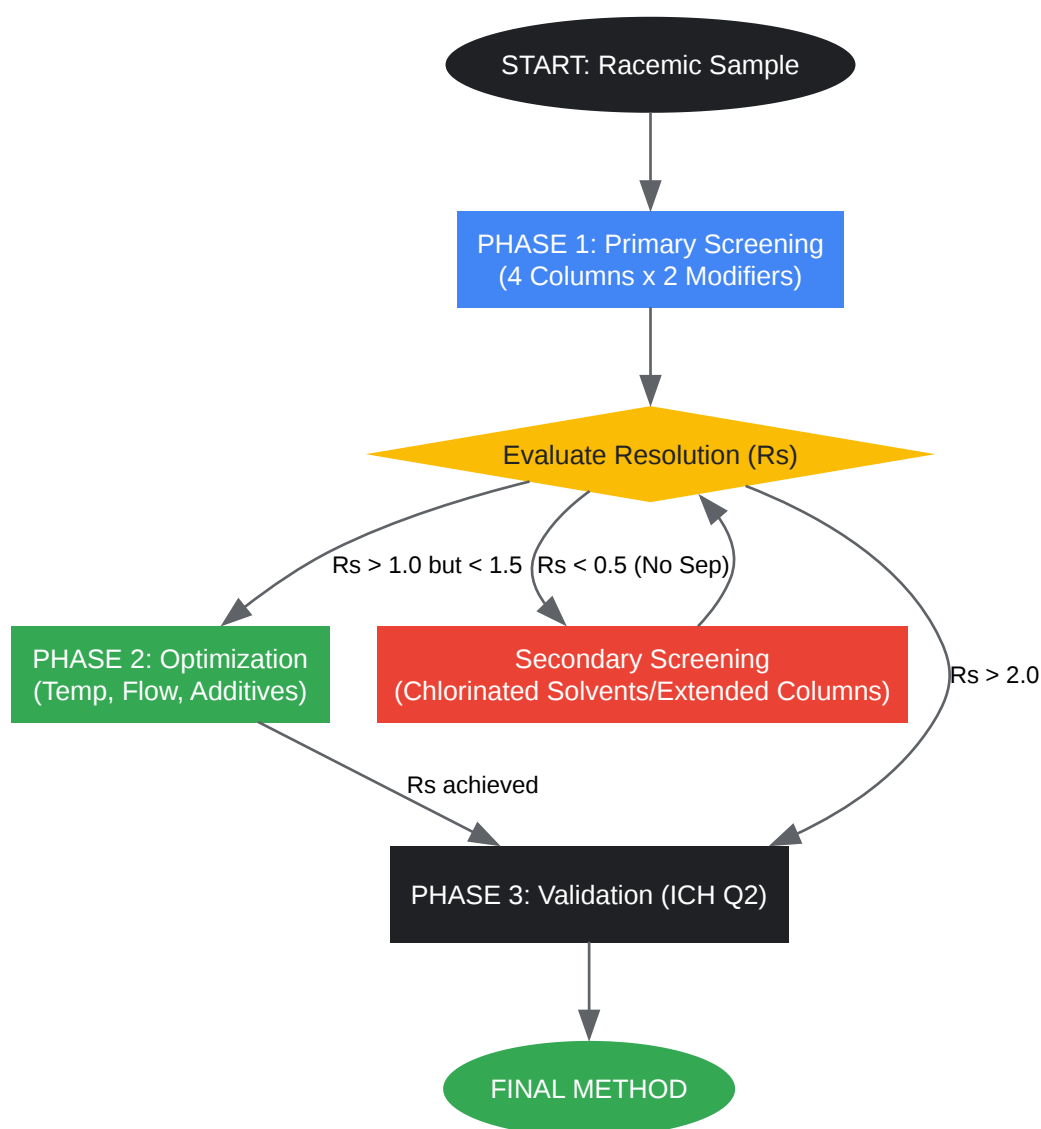 START: Racemic Sample
PHASE 1: Primary Screening
(4 Columns x 2 Modifiers)
Evaluate Resolution (Rs)
Rs > 1.0 but < 1.5
Rs < 0.5 (No Sep)
PHASE 2: Optimization
(Temp, Flow, Additives)
Secondary Screening
(Chlorinated Solvents/Extended Columns)
Rs > 2.0
Rs achieved
PHASE 3: Validation (ICH Q2)
FINAL METHOD